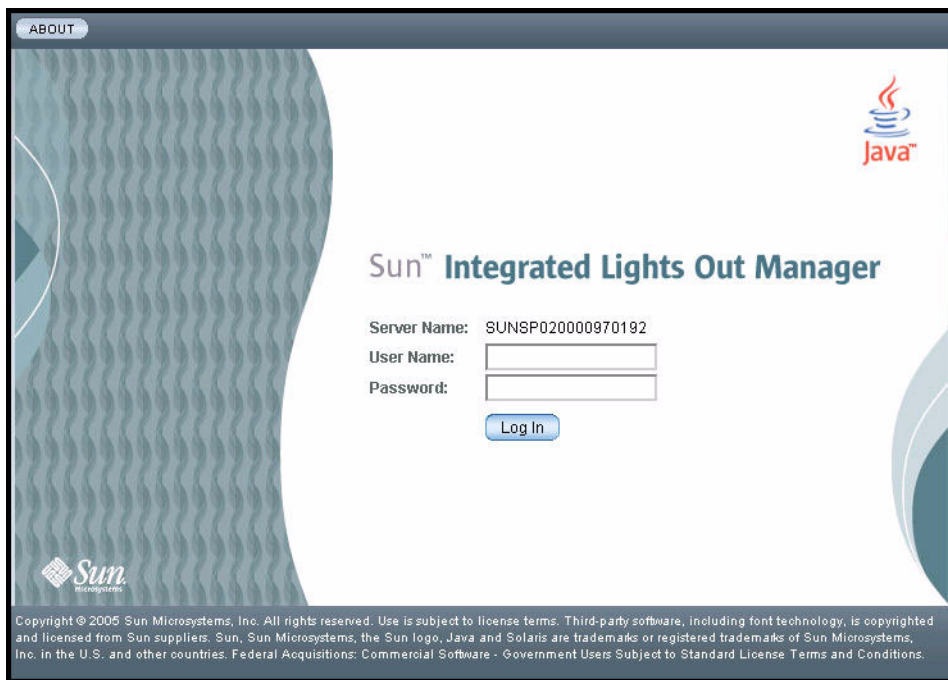 ABOUT
Java™
Sun™ Integrated Lights Out Manager
Server Name: SUNSP020000970192
User Name:
Password:
Log In
Sun.
microsystems
Copyright © 2005 Sun Microsystems, Inc. All rights reserved. Use is subject to license terms. Third-party software, including font technology, is copyrighted
and licensed from Sun suppliers. Sun, Sun Microsystems, the Sun logo, Java and Solaris are trademarks or registered trademarks of Sun Microsystems,
Inc. in the U.S. and other countries. Federal Acquisitions: Commercial Software - Government Users Subject to Standard License Terms and Conditions.